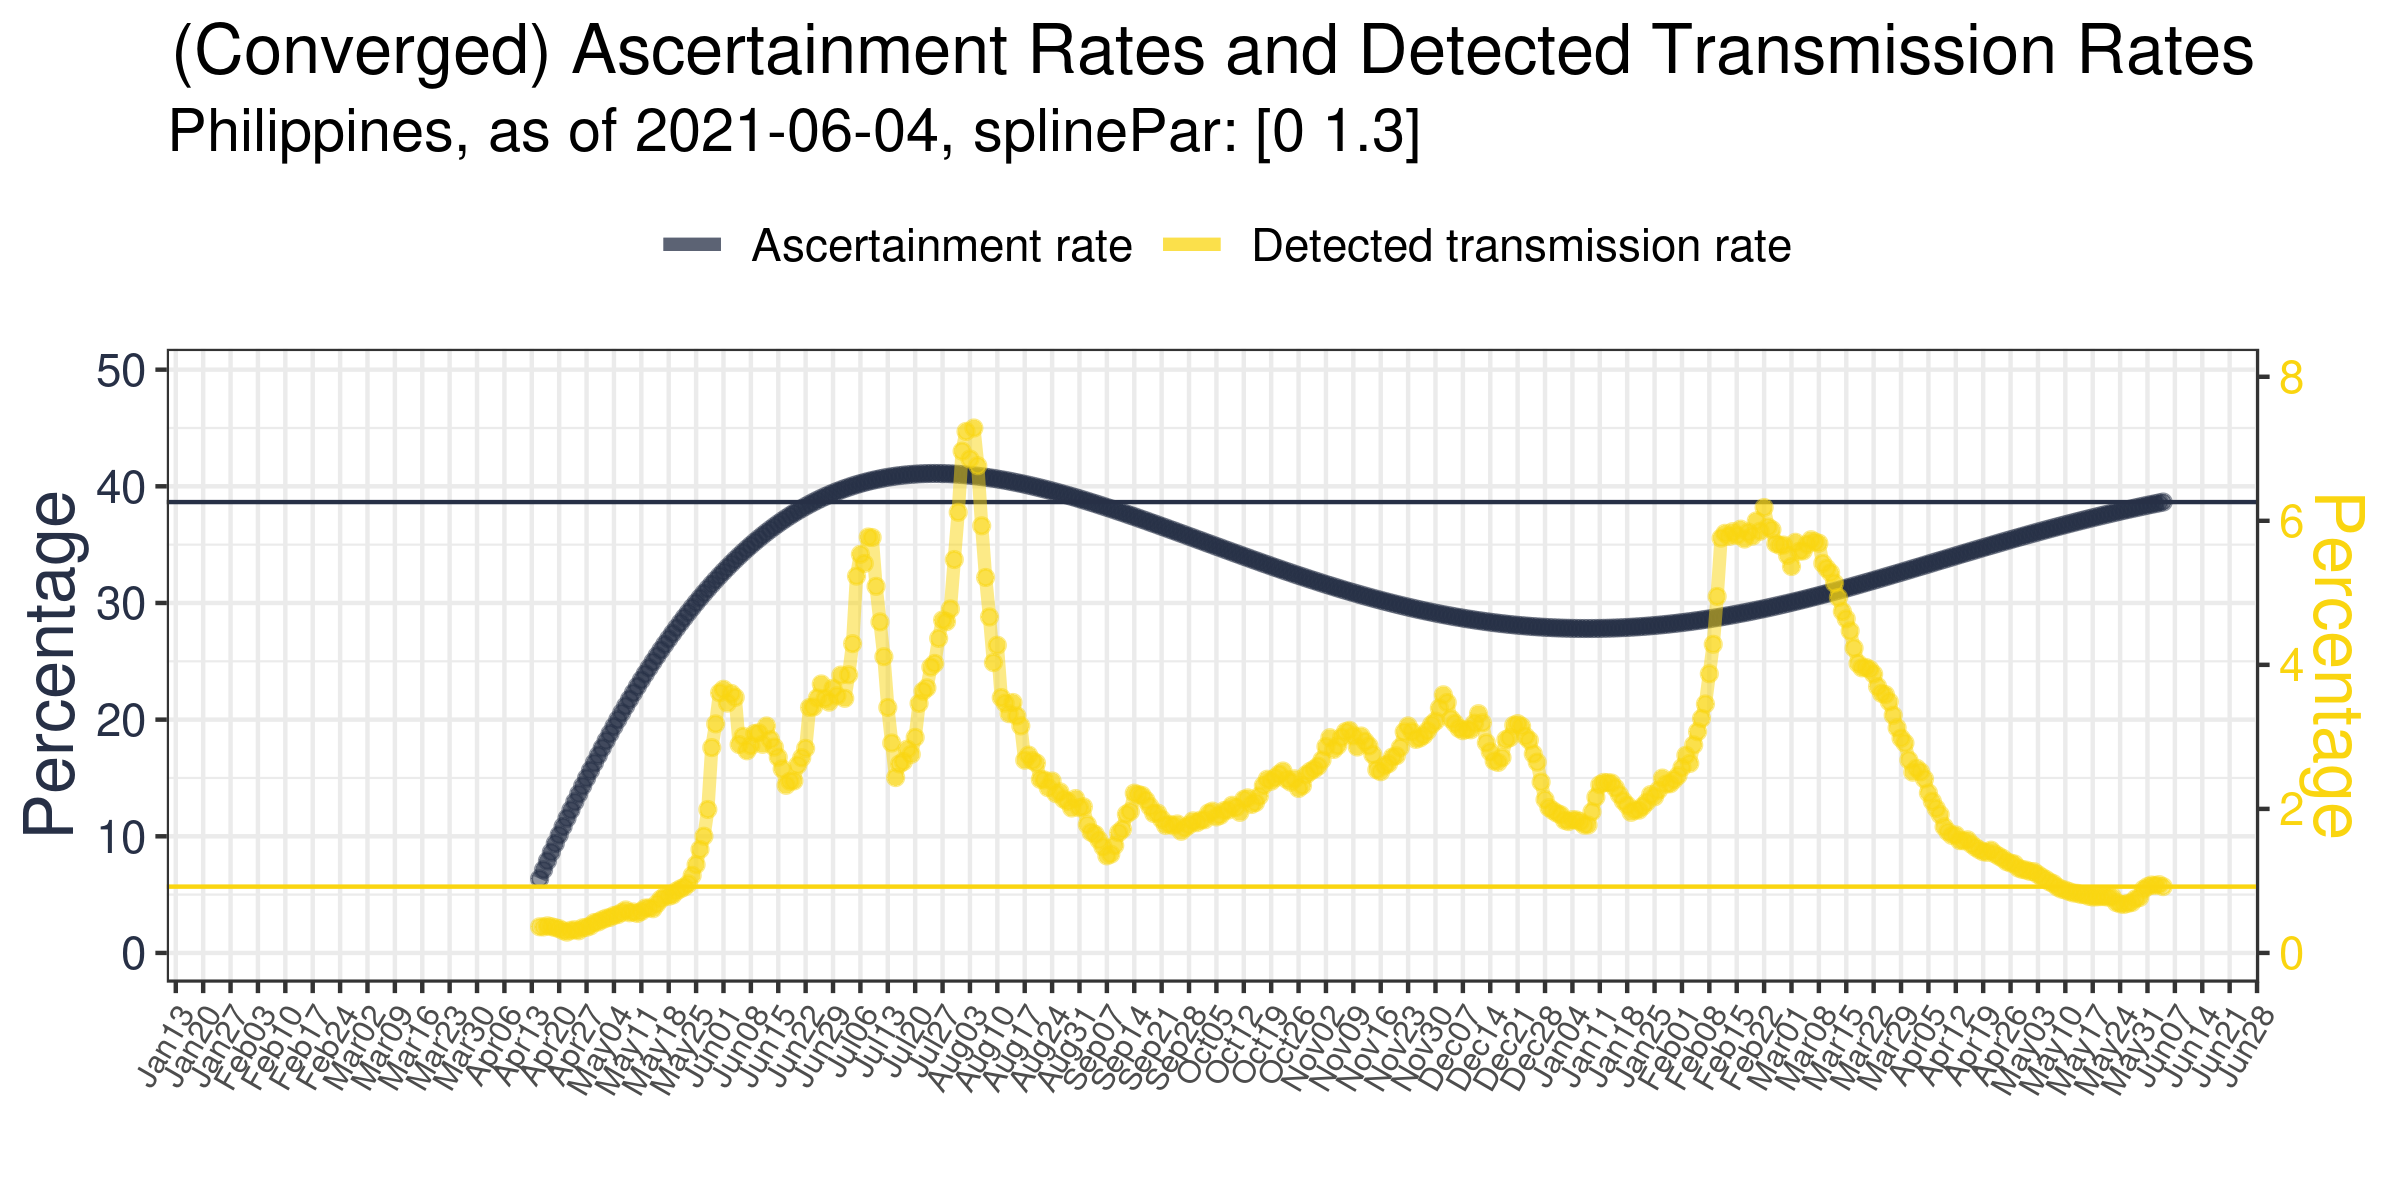 (Converged) Ascertainment Rates and Detected Transmission Rates
Philippines, as of 2021-06-04, splinePar: [0 1.3]
Ascertainment rate Detected transmission rate
Percentage
50
40
30
20
10
0
8
6
4
2
0
Percentage
Jan13 Jan20 Jan27 Feb03 Feb10 Feb17 Feb24 Mar02 Mar09 Mar16 Mar23 Mar30 Apr06 Apr13 Apr20 Apr27 May04 May11 May18 May25 Jun01 Jun08 Jun15 Jun22 Jun29 Jul06 Jul13 Jul20 Jul27 Aug03 Aug10 Aug17 Aug24 Aug31 Sep07 Sep14 Sep21 Sep28 Oct05 Oct12 Oct19 Oct26 Nov02 Nov09 Nov16 Nov23 Nov30 Dec07 Dec14 Dec21 Dec28 Jan04 Jan11 Jan18 Jan25 Feb01 Feb08 Feb15 Feb22 Mar01 Mar08 Mar15 Mar22 Mar29 Apr05 Apr12 Apr19 Apr26 May03 May10 May17 May24 May31 Jun07 Jun14 Jun21 Jun28